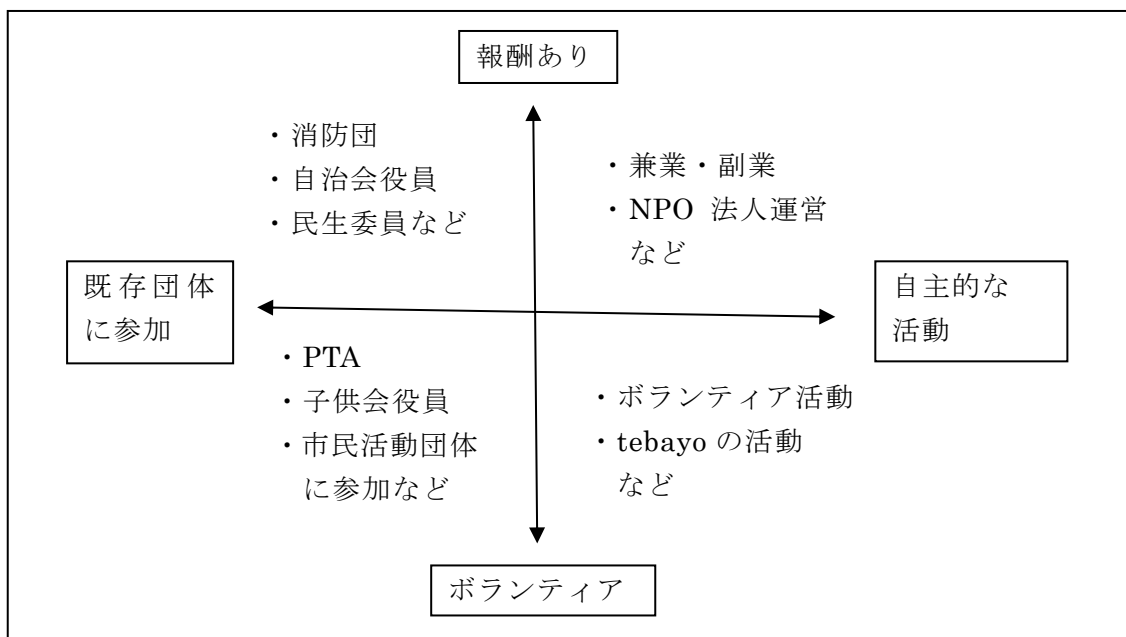 報酬あり
・消防団
・自治会役員
・民生委員など
・兼業・副業
・NPO 法人運営
など
既存団体
に参加
自主的な
活動
・PTA
・子供会役員
・市民活動団体
に参加など
・ボランティア活動
・tebayo の活動
など
ボランティア